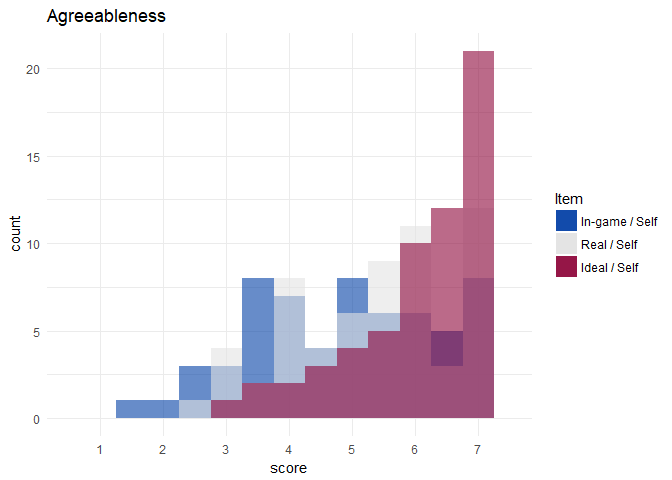 Agreeableness
20
15
10
5
0
count
1 2 3 4 5 6 7
score
Item
In-game / Self
Real / Self
Ideal / Self